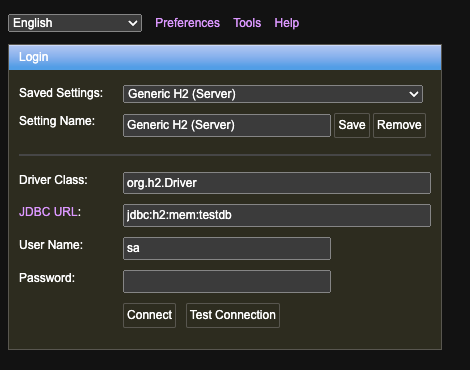 English Preferences Tools Help
Login
Saved Settings: Generic H2 (Server)
Setting Name: Generic H2 (Server) Save Remove
Driver Class: org.h2.Driver
JDBC URL: jdbc:h2:mem:testdb
User Name: sa
Password:
Connect Test Connection